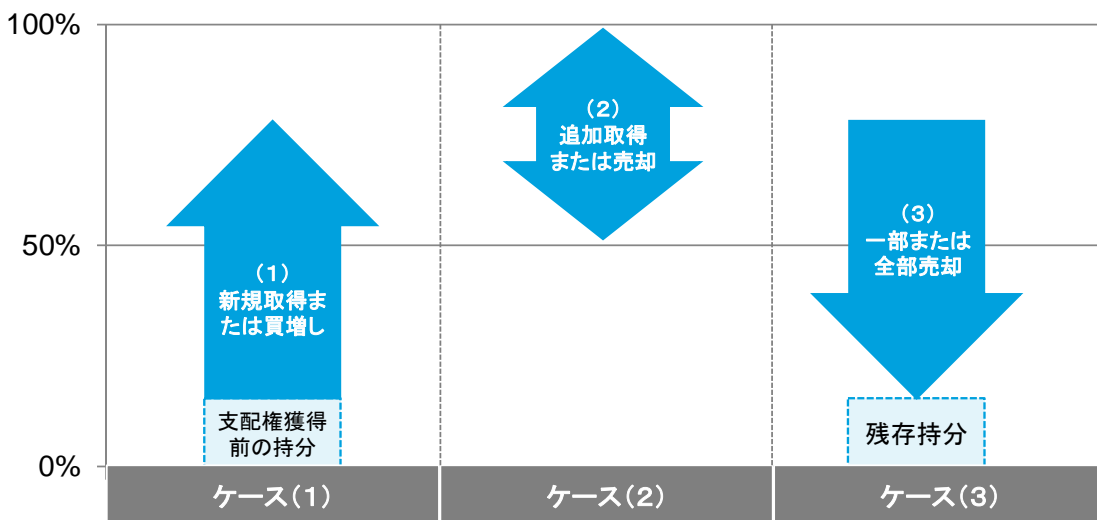 100%
50%
0%
(1)
新規取得ま
たは買増し
支配権獲得
前の持分
(2)
追加取得
または売却
(3)
一部または
全部売却
残存持分
ケース(1)
ケース(2)
ケース(3)